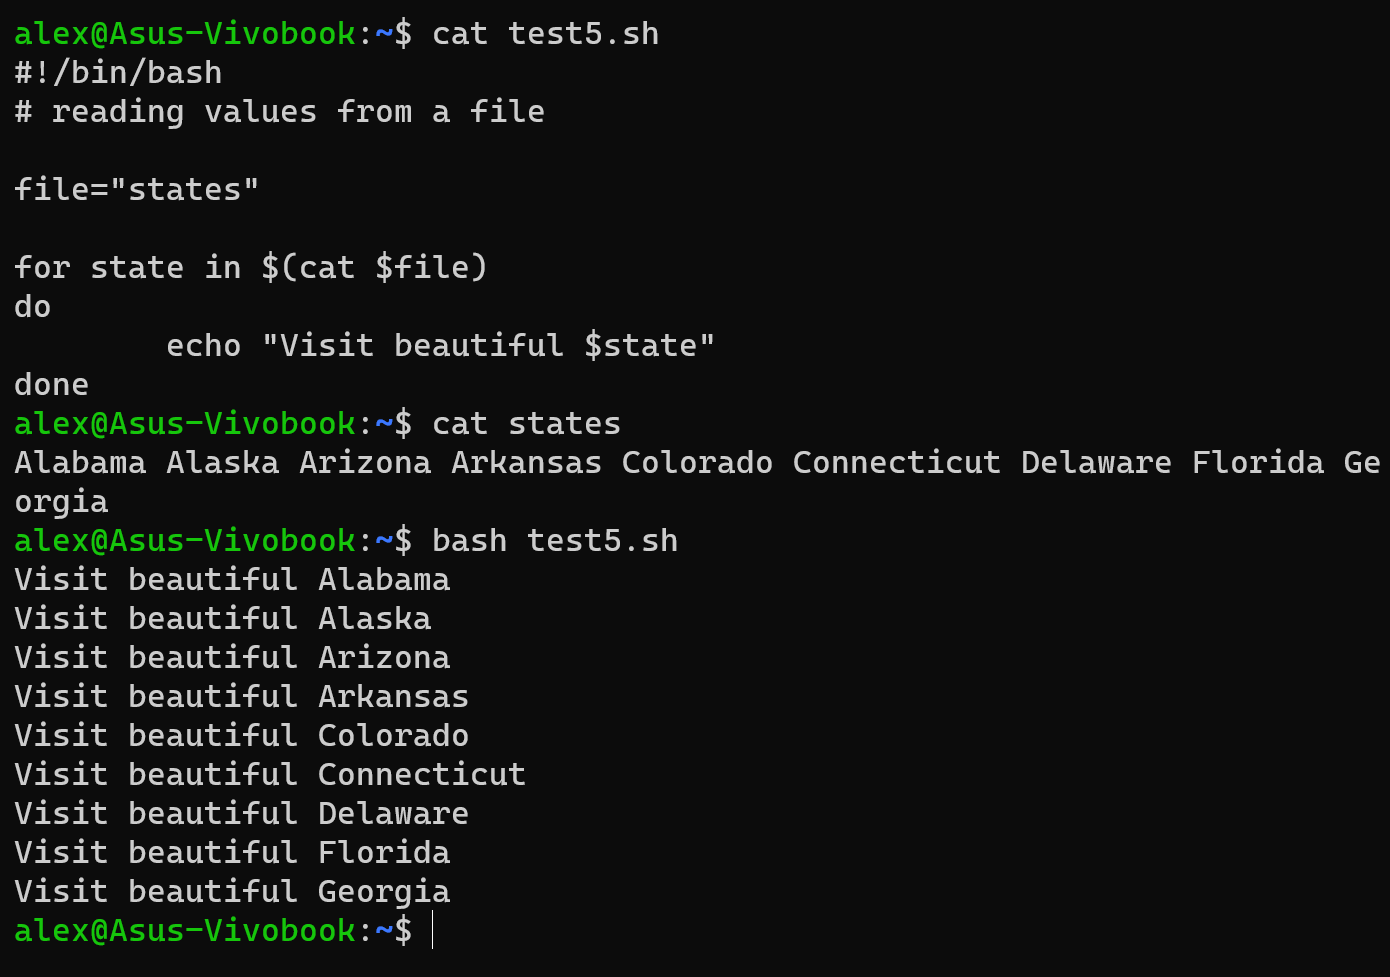 alex@Asus-Vivobook:~$ cat test5.sh
#!/bin/bash
# reading values from a file

file="states"

for state in $(cat $file)
do
        echo "Visit beautiful $state"
done
alex@Asus-Vivobook:~$ cat states
Alabama Alaska Arizona Arkansas Colorado Connecticut Delaware Florida Ge
orgia
alex@Asus-Vivobook:~$ bash test5.sh
Visit beautiful Alabama
Visit beautiful Alaska
Visit beautiful Arizona
Visit beautiful Arkansas
Visit beautiful Colorado
Visit beautiful Connecticut
Visit beautiful Delaware
Visit beautiful Florida
Visit beautiful Georgia
alex@Asus-Vivobook:~$